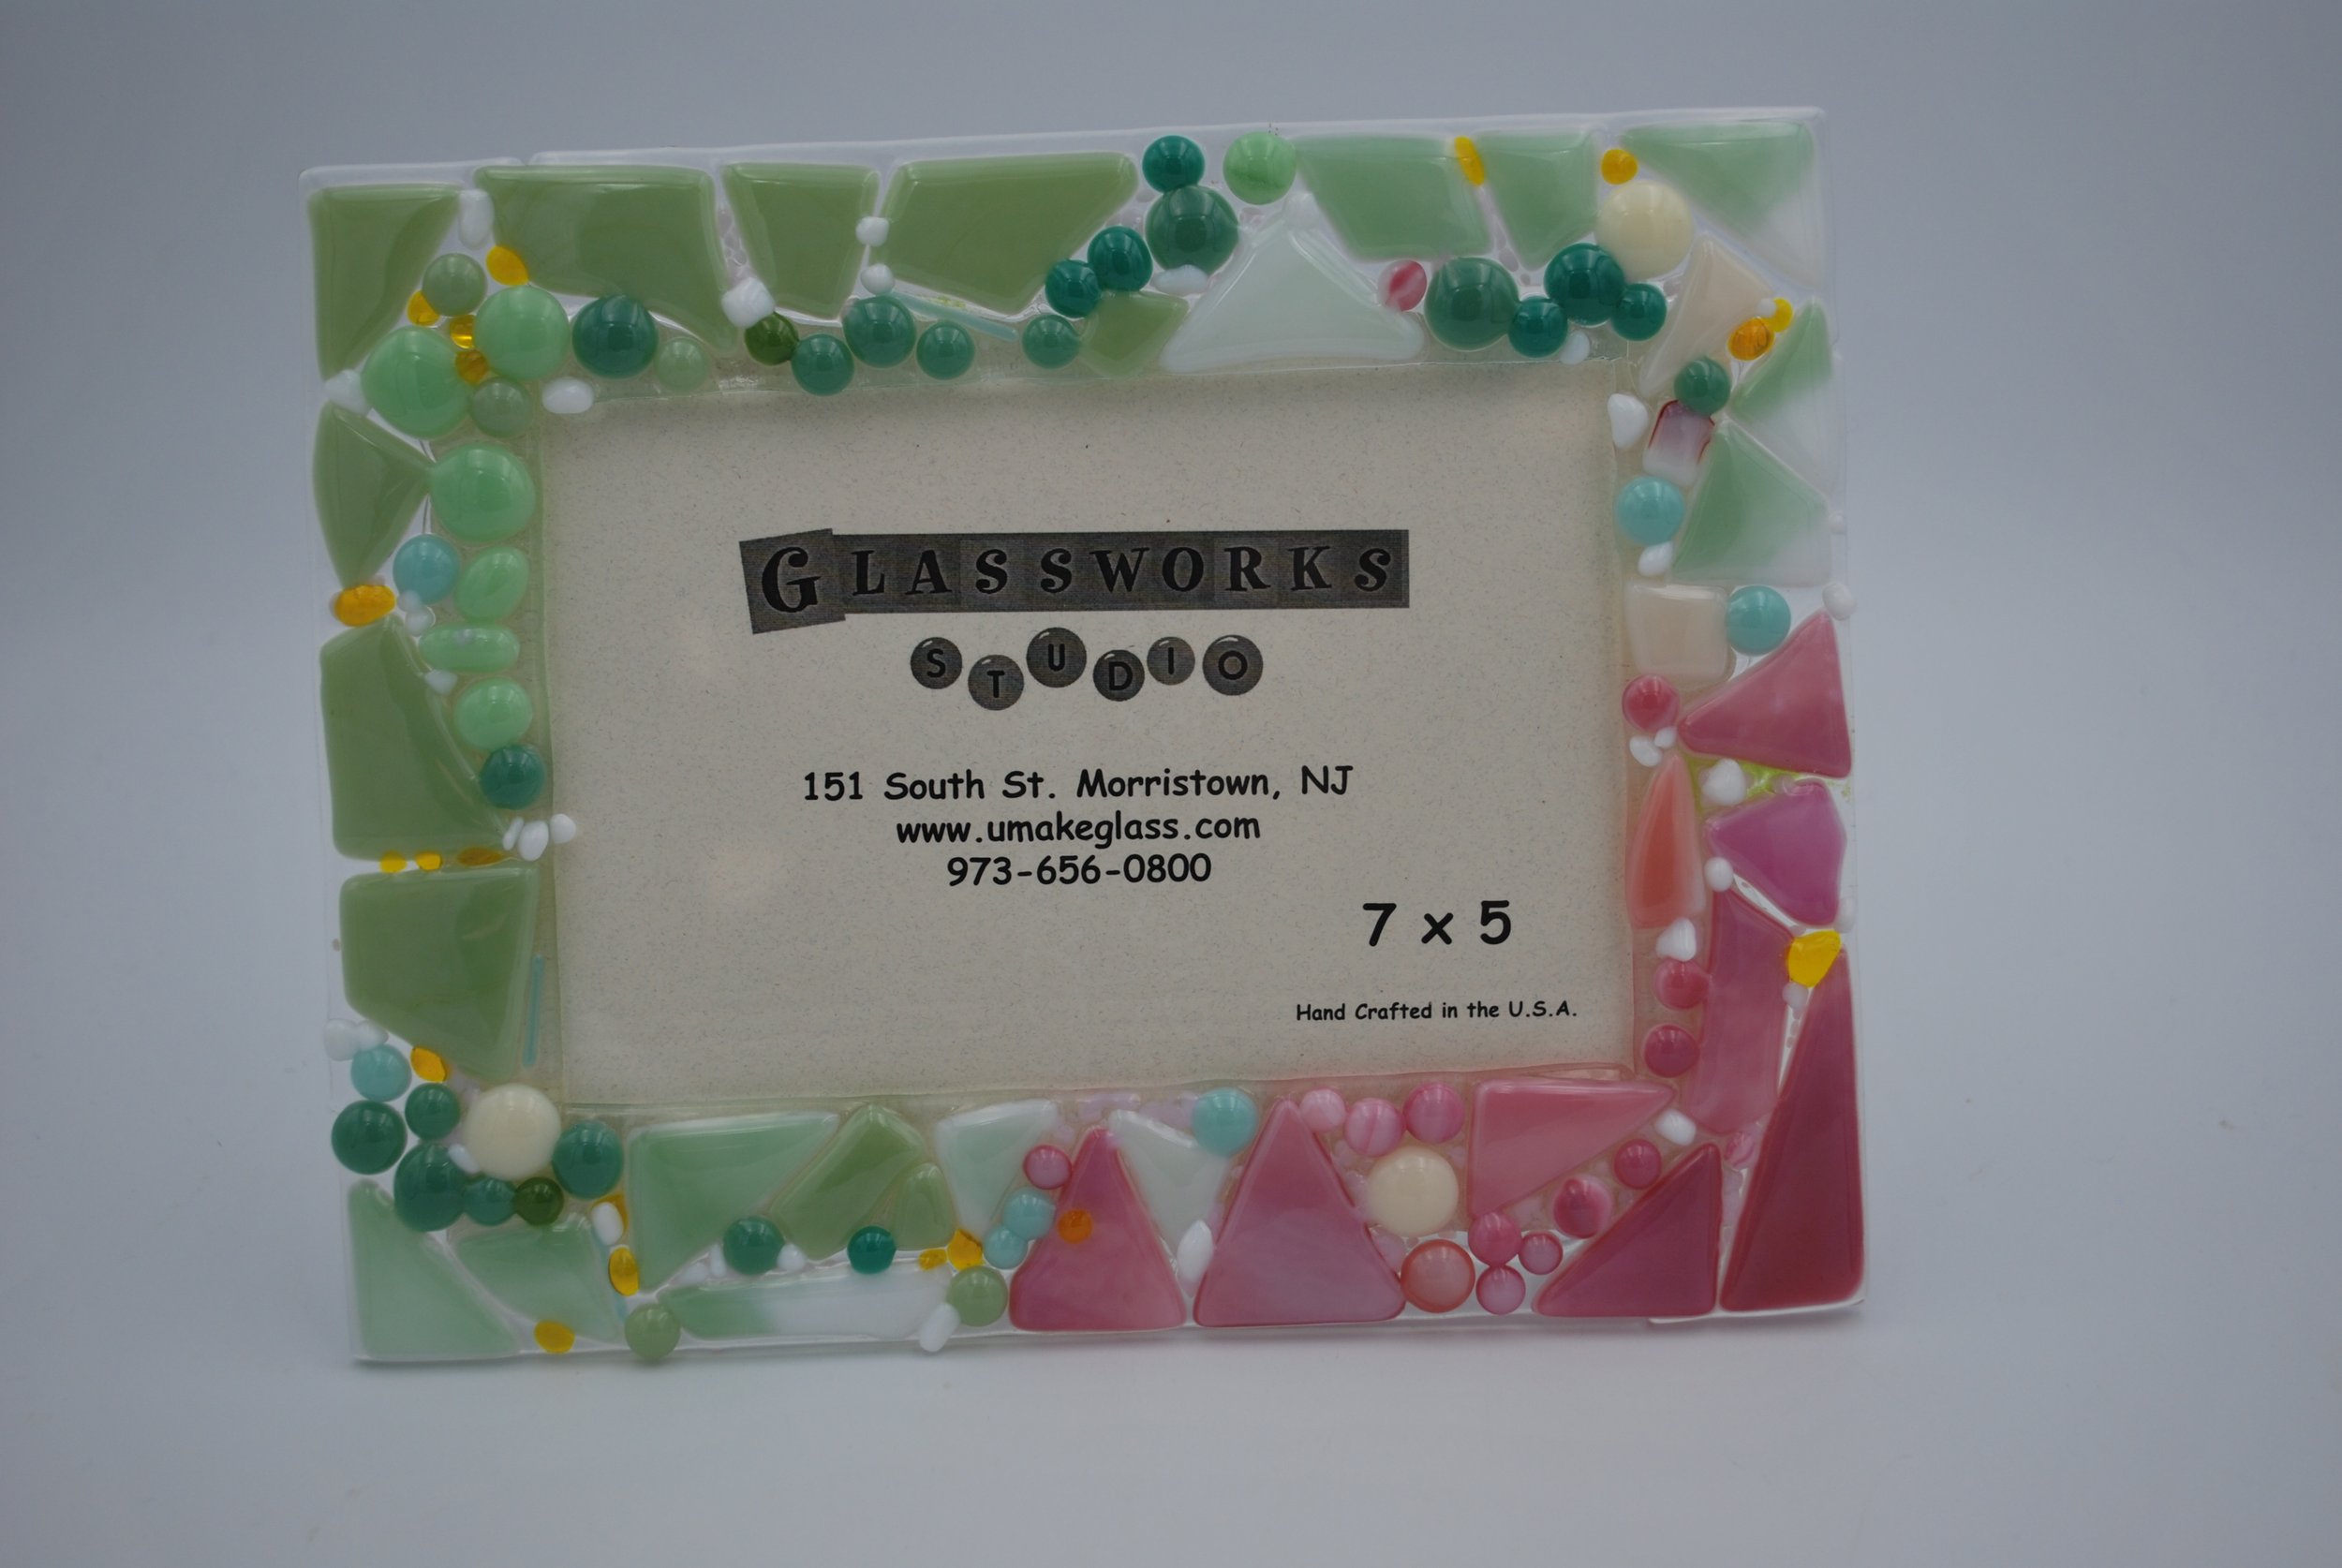 GLASSWORKS
STUDIO
151 South St. Morristown, NJ
www.umakeglass.com
973-656-0800
7 x 5
Hand Crafted in the U.S.A.